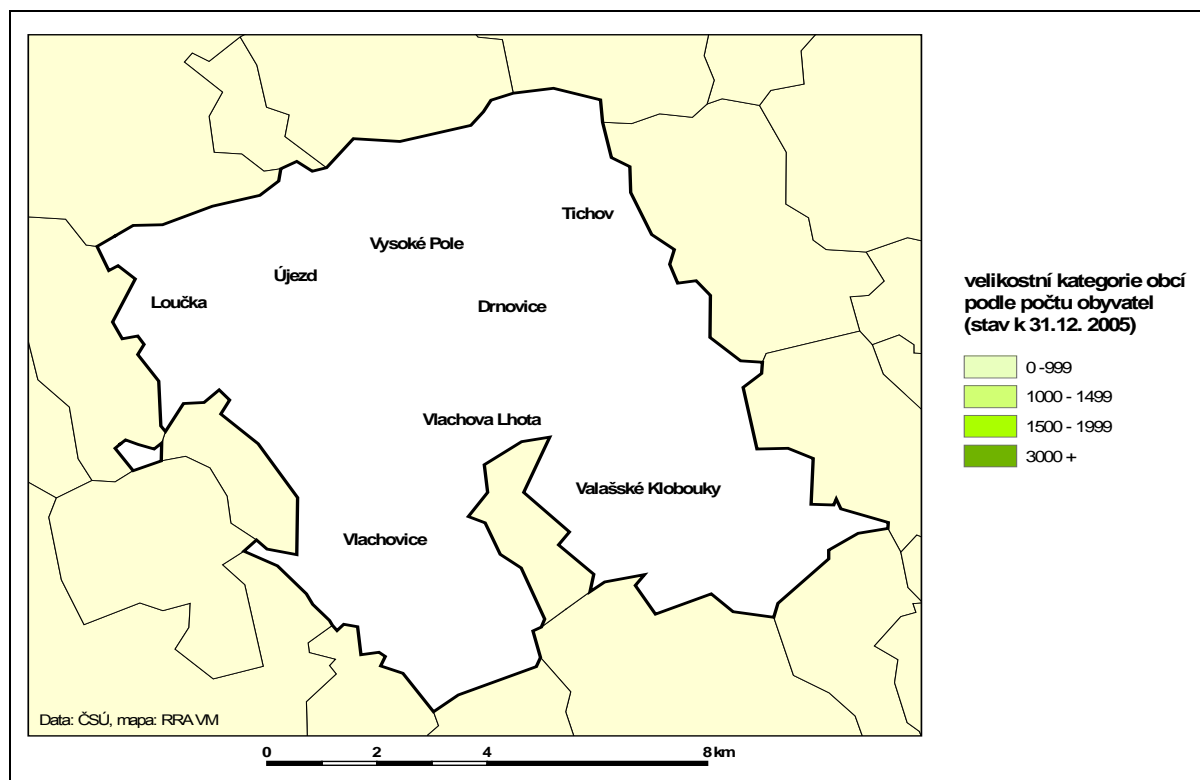 Tichov
Vysoké Pole
Újezd
Loučka
Drnovice
Vlachova Lhota
Valašské Klobouky
Vlachovice
velikostní kategorie obcí
podle počtu obyvatel
(stav k 31.12. 2005)
0 -999
1000 - 1499
1500 - 1999
3000 +
Data: ČSÚ, mapa: RRA VM
0 2 4 8 km